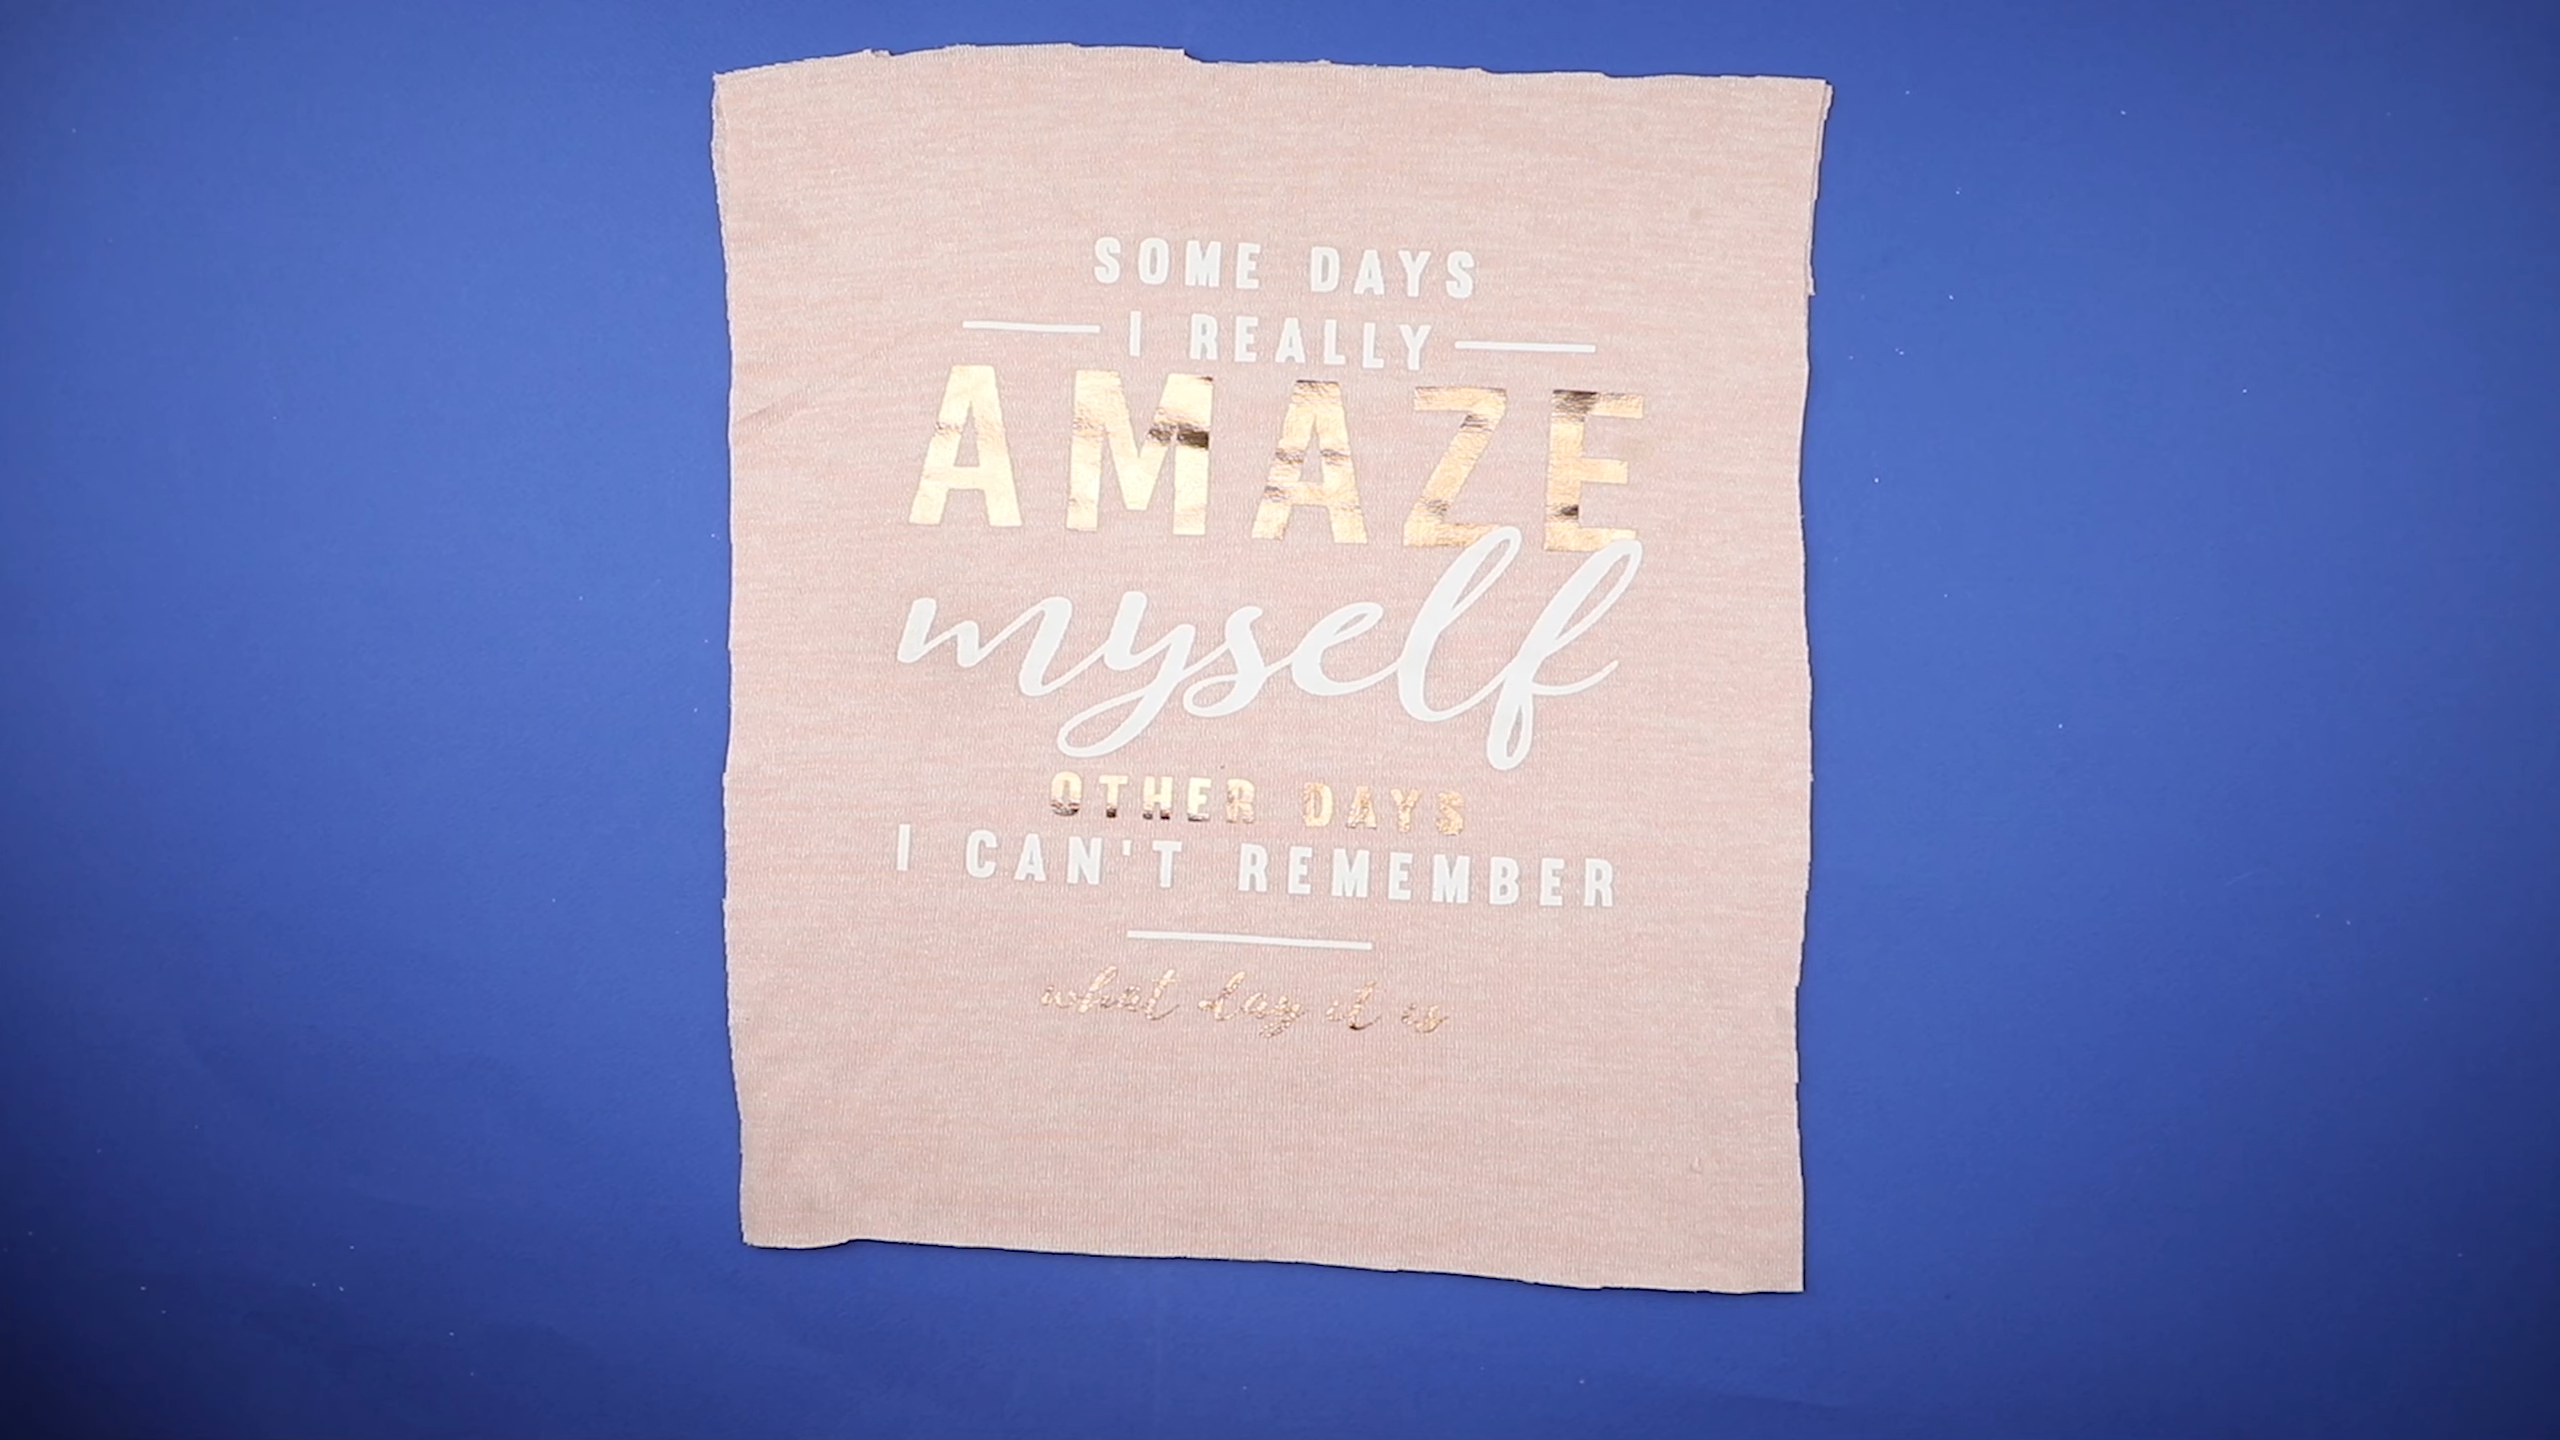 SOME DAYS
I REALLY
AMAZE
myself
OTHER DAYS
I CAN'T REMEMBER
what day it is